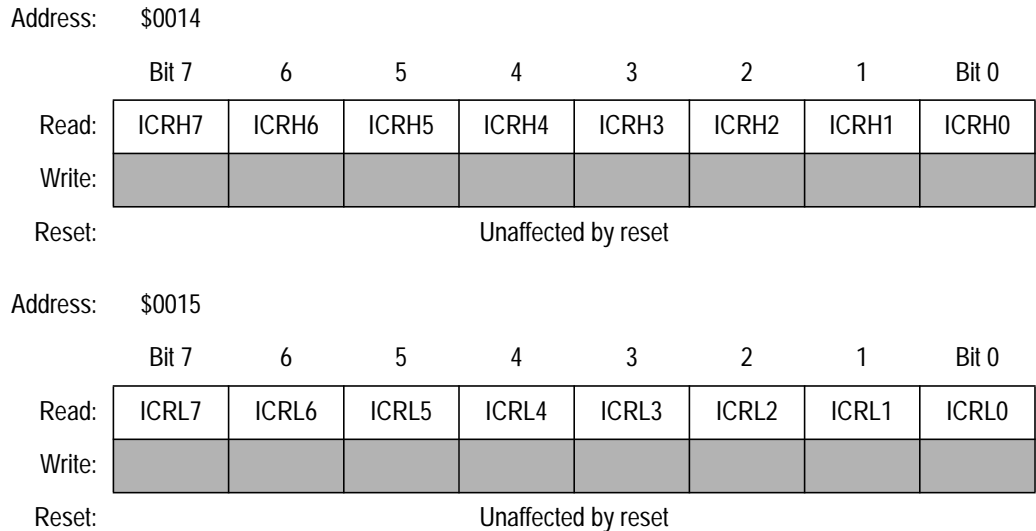 Address: $0014
Bit 7 6 5 4 3 2 1 Bit 0
Read: ICRH7 ICRH6 ICRH5 ICRH4 ICRH3 ICRH2 ICRH1 ICRH0
Write:
Reset: Unaffected by reset
Address: $0015
Bit 7 6 5 4 3 2 1 Bit 0
Read: ICRL7 ICRL6 ICRL5 ICRL4 ICRL3 ICRL2 ICRL1 ICRL0
Write:
Reset: Unaffected by reset